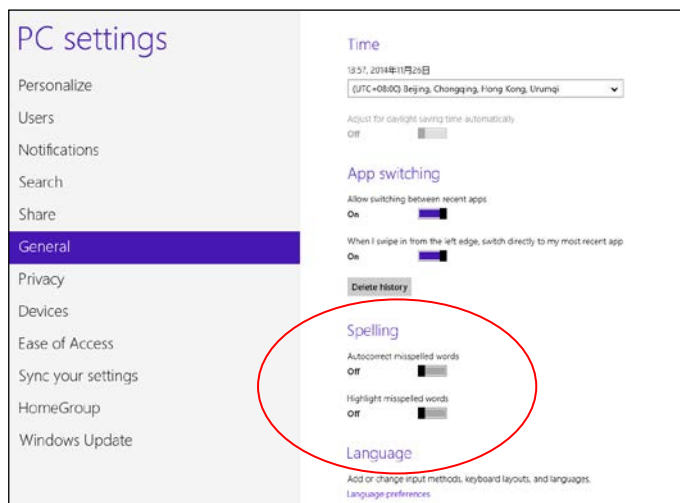 PC settings
Personalize
Users
Notifications
Search
Share
General
Privacy
Devices
Ease of Access
Sync your settings
HomeGroup
Windows Update
Time
13:57, 2014年11月26日
(UTC+08:00) Beijing, Chongqing, Hong Kong, Urumqi
Adjust for daylight saving time automatically
Off
App switching
Allow switching between recent apps
On
When I swipe in from the left edge, switch directly to my most recent app
On
Delete history
Spelling
Autocorrect misspelled words
Off
Highlight misspelled words
Off
Language
Add or change input methods, keyboard layouts, and languages.
Language preferences